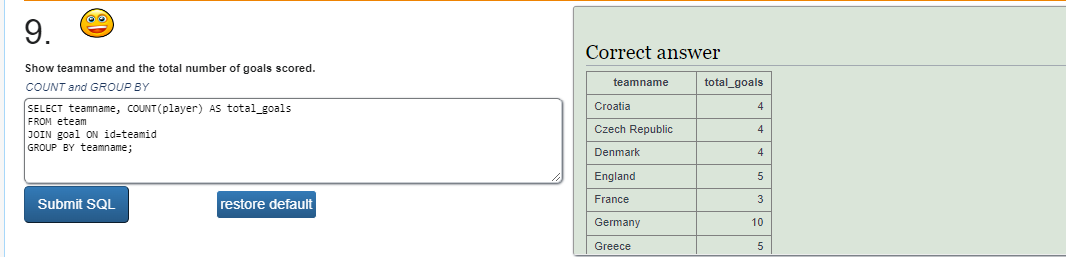 9.
Show teamname and the total number of goals scored.
COUNT and GROUP BY
SELECT teamname, COUNT(player) AS total_goals
FROM eteam
JOIN goal ON id=teamid
GROUP BY teamname;
Submit SQL
restore default
Correct answer
teamname total_goals
Croatia 4
Czech Republic 4
Denmark 4
England 5
France 3
Germany 10
Greece 5